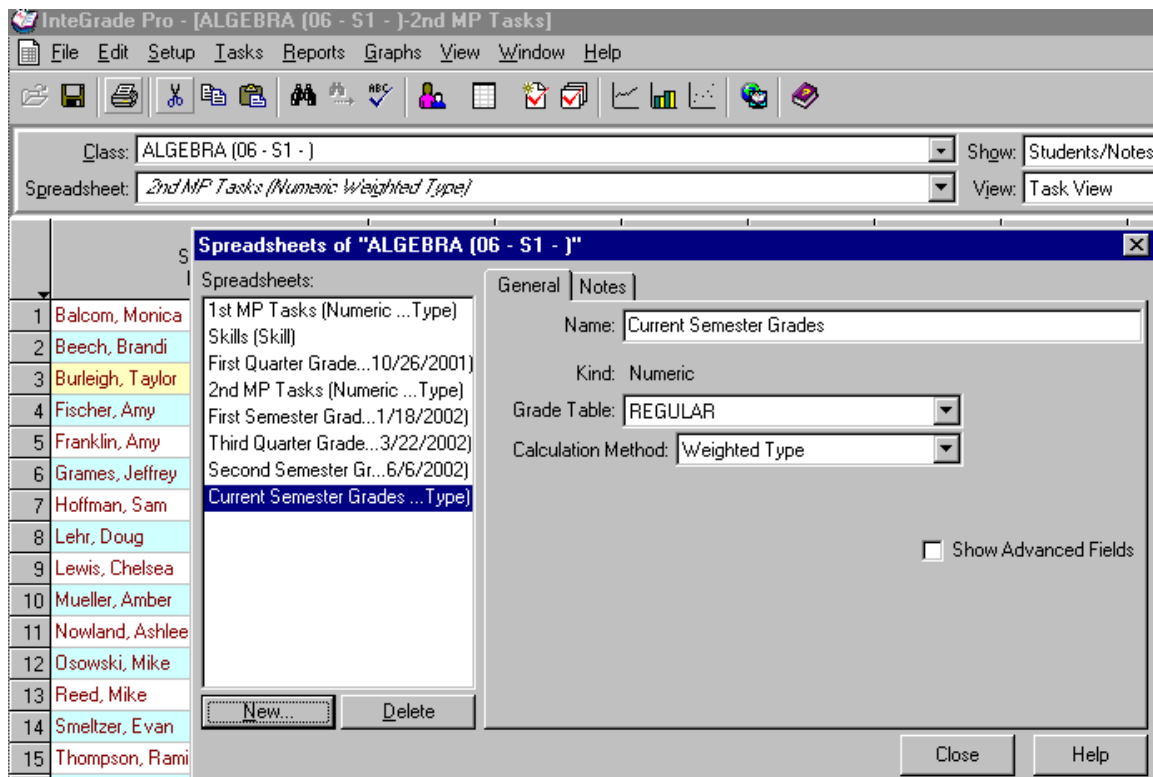 InteGrade Pro - [ALGEBRA (06 - S1 - )-2nd MP Tasks]
File Edit Setup Tasks Reports Graphs View Window Help
ABC
Class: ALGEBRA (06 - S1 - ) Show: Students/Notes
Spreadsheet: 2nd MP Tasks (Numeric Weighted Type) View: Task View
Spreadsheets of "ALGEBRA (06 - S1 - )"
Spreadsheets:
1st MP Tasks (Numeric ...Type)
Skills (Skill)
First Quarter Grade...10/26/2001)
2nd MP Tasks (Numeric ...Type)
First Semester Grad...1/18/2002)
Third Quarter Grade...3/22/2002)
Second Semester Gr...6/6/2002)
Current Semester Grades ...Type)
New... Delete
General Notes
Name: Current Semester Grades
Kind: Numeric
Grade Table: REGULAR
Calculation Method: Weighted Type
Show Advanced Fields
Close Help
1 Balcom, Monica
2 Beech, Brandi
3 Burleigh, Taylor
4 Fischer, Amy
5 Franklin, Amy
6 Grames, Jeffrey
7 Hoffman, Sam
8 Lehr, Doug
9 Lewis, Chelsea
10 Mueller, Amber
11 Nowland, Ashlee
12 Osowski, Mike
13 Reed, Mike
14 Smeltzer, Evan
15 Thompson, Rami